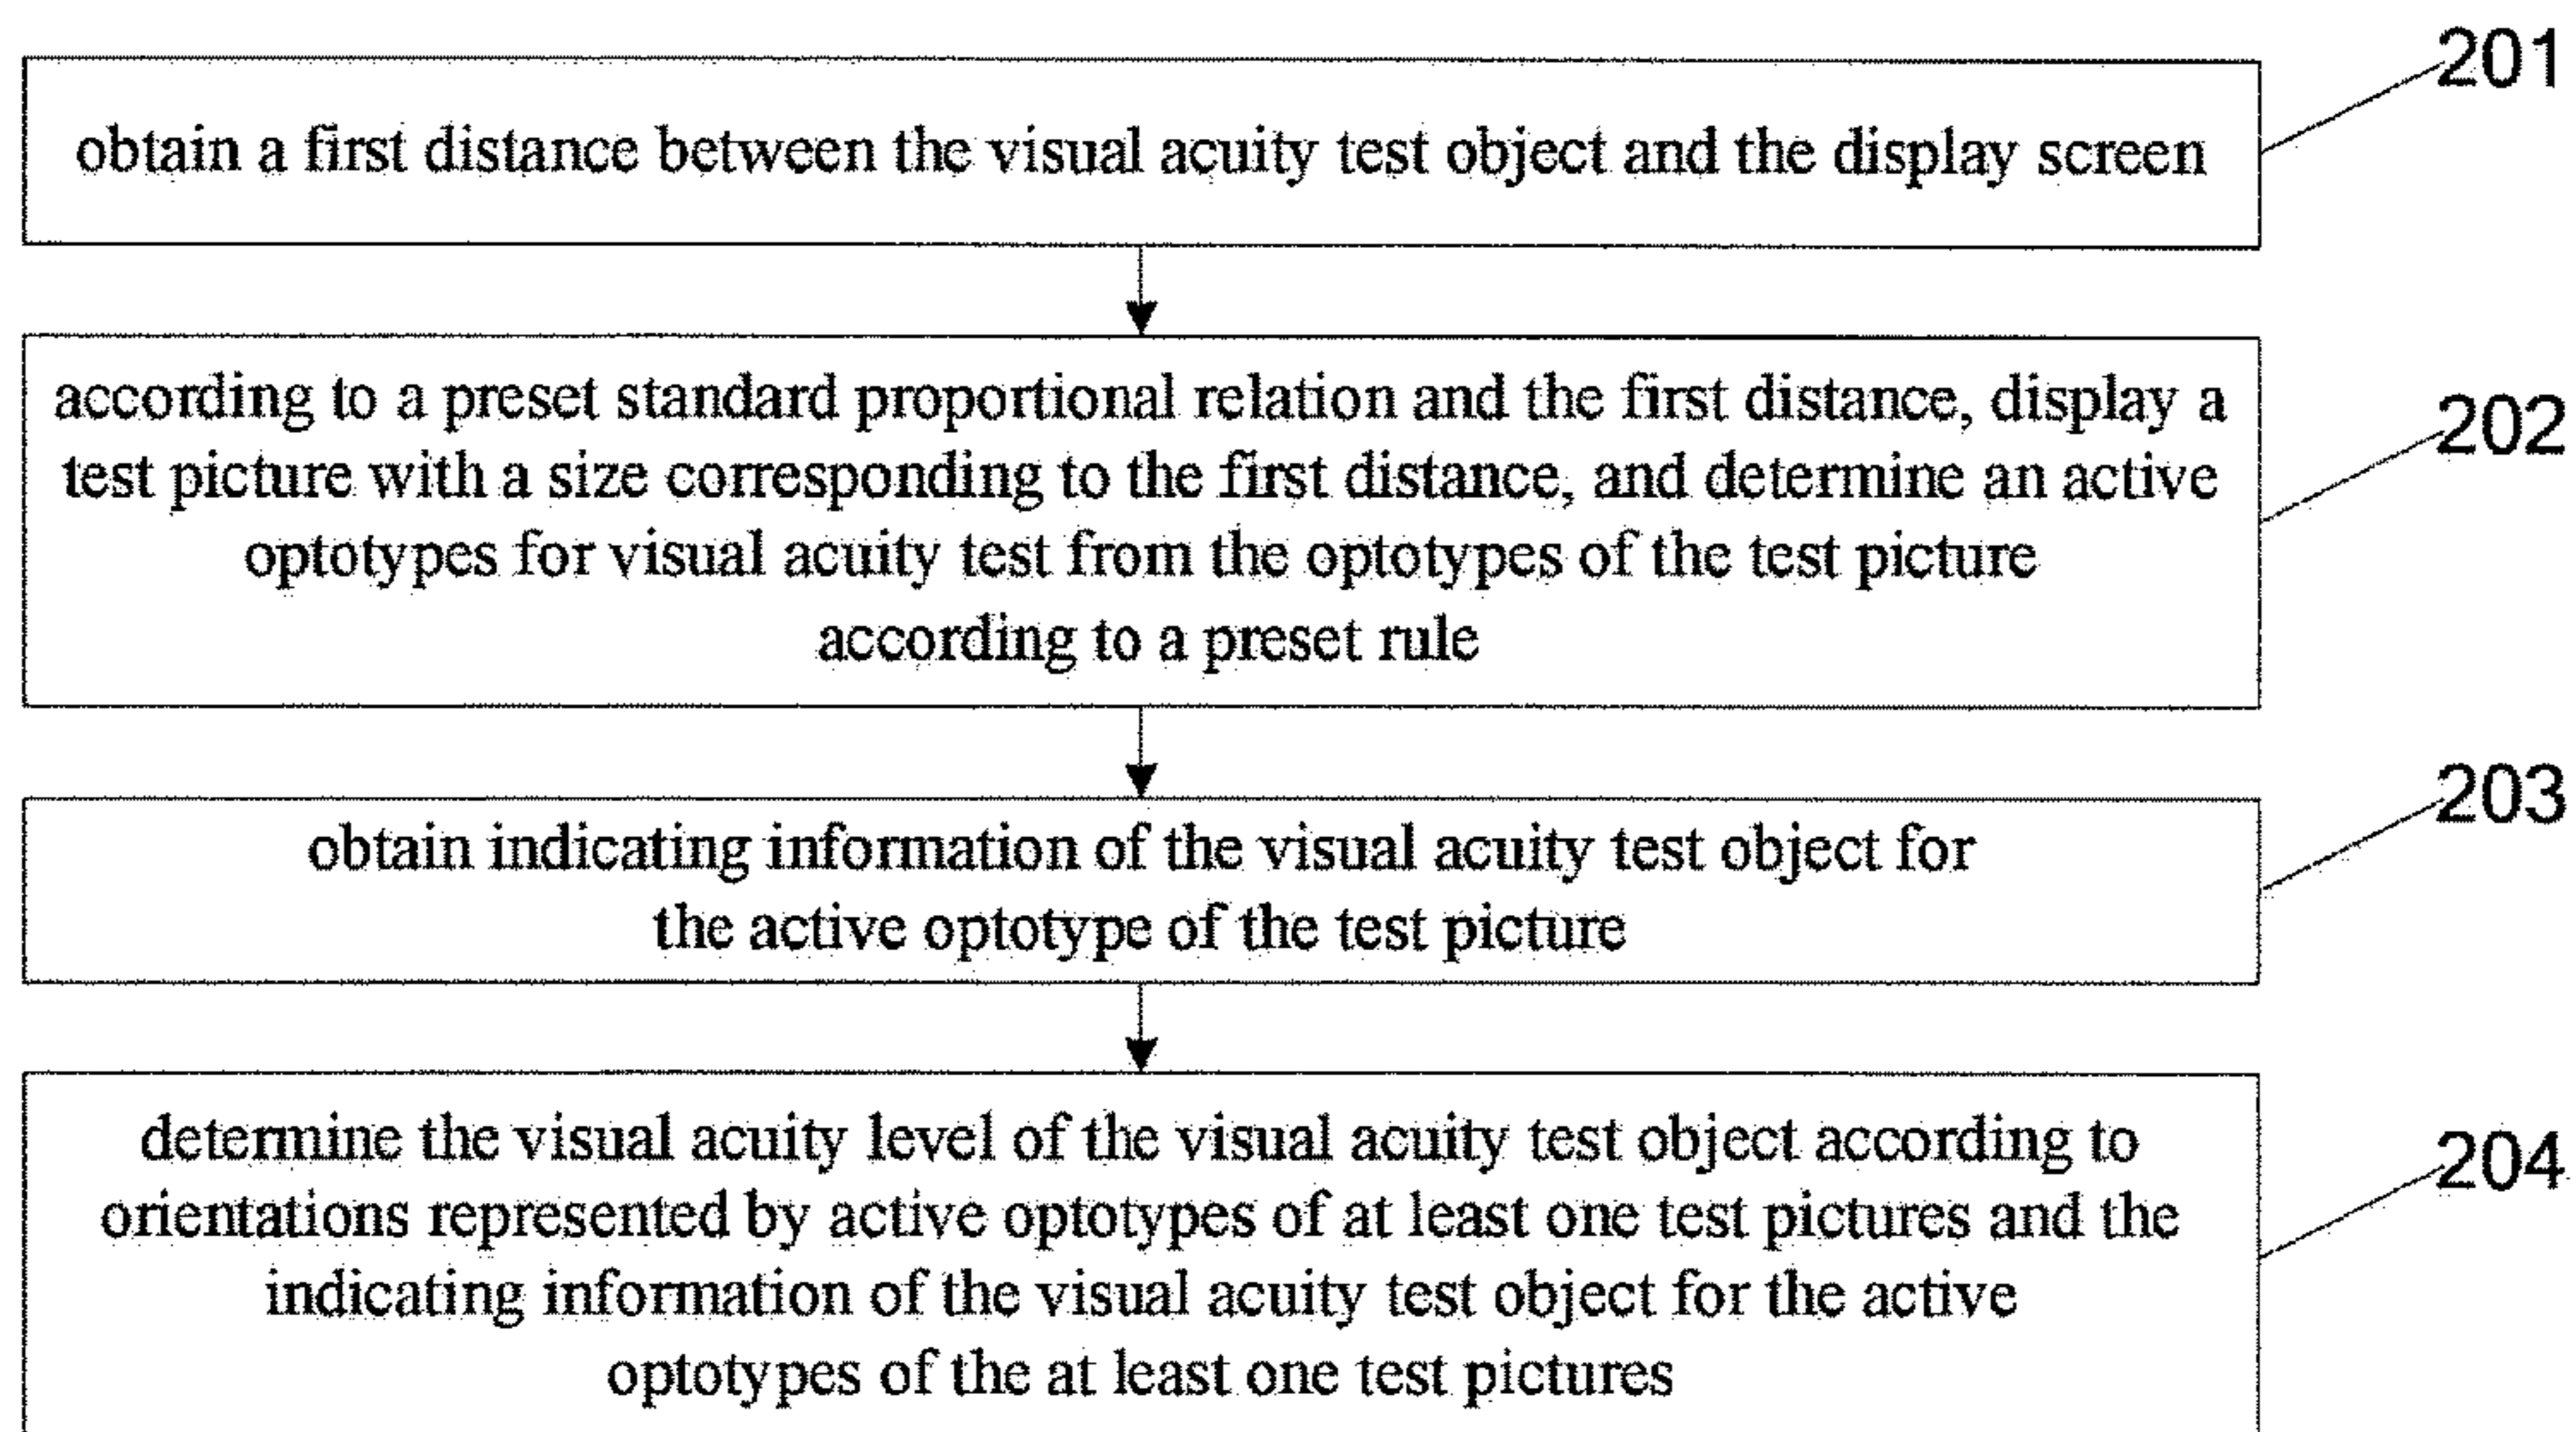 201
obtain a first distance between the visual acuity test object and the display screen
according to a preset standard proportional relation and the first distance, display a
202
test picture with a size corresponding to the first distance, and determine an active
optotypes for visual acuity test from the optotypes of the test picture
according to a preset rule
203
obtain indicating information of the visual acuity test object for
the active optotype of the test picture
determine the visual acuity level of the visual acuity test object according to
204
orientations represented by active optotypes of at least one test pictures and the
indicating information of the visual acuity test object for the active
optotypes of the at least one test pictures